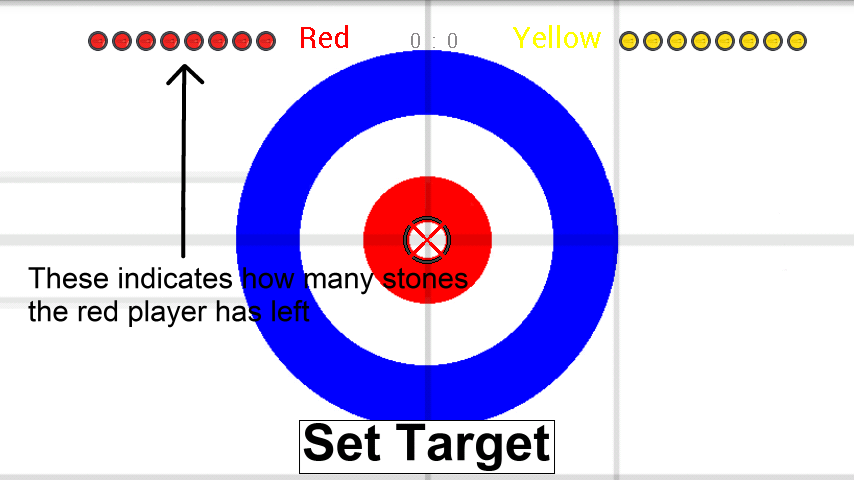 Red 0 : 0 Yellow
These indicates how many stones
the red player has left
Set Target